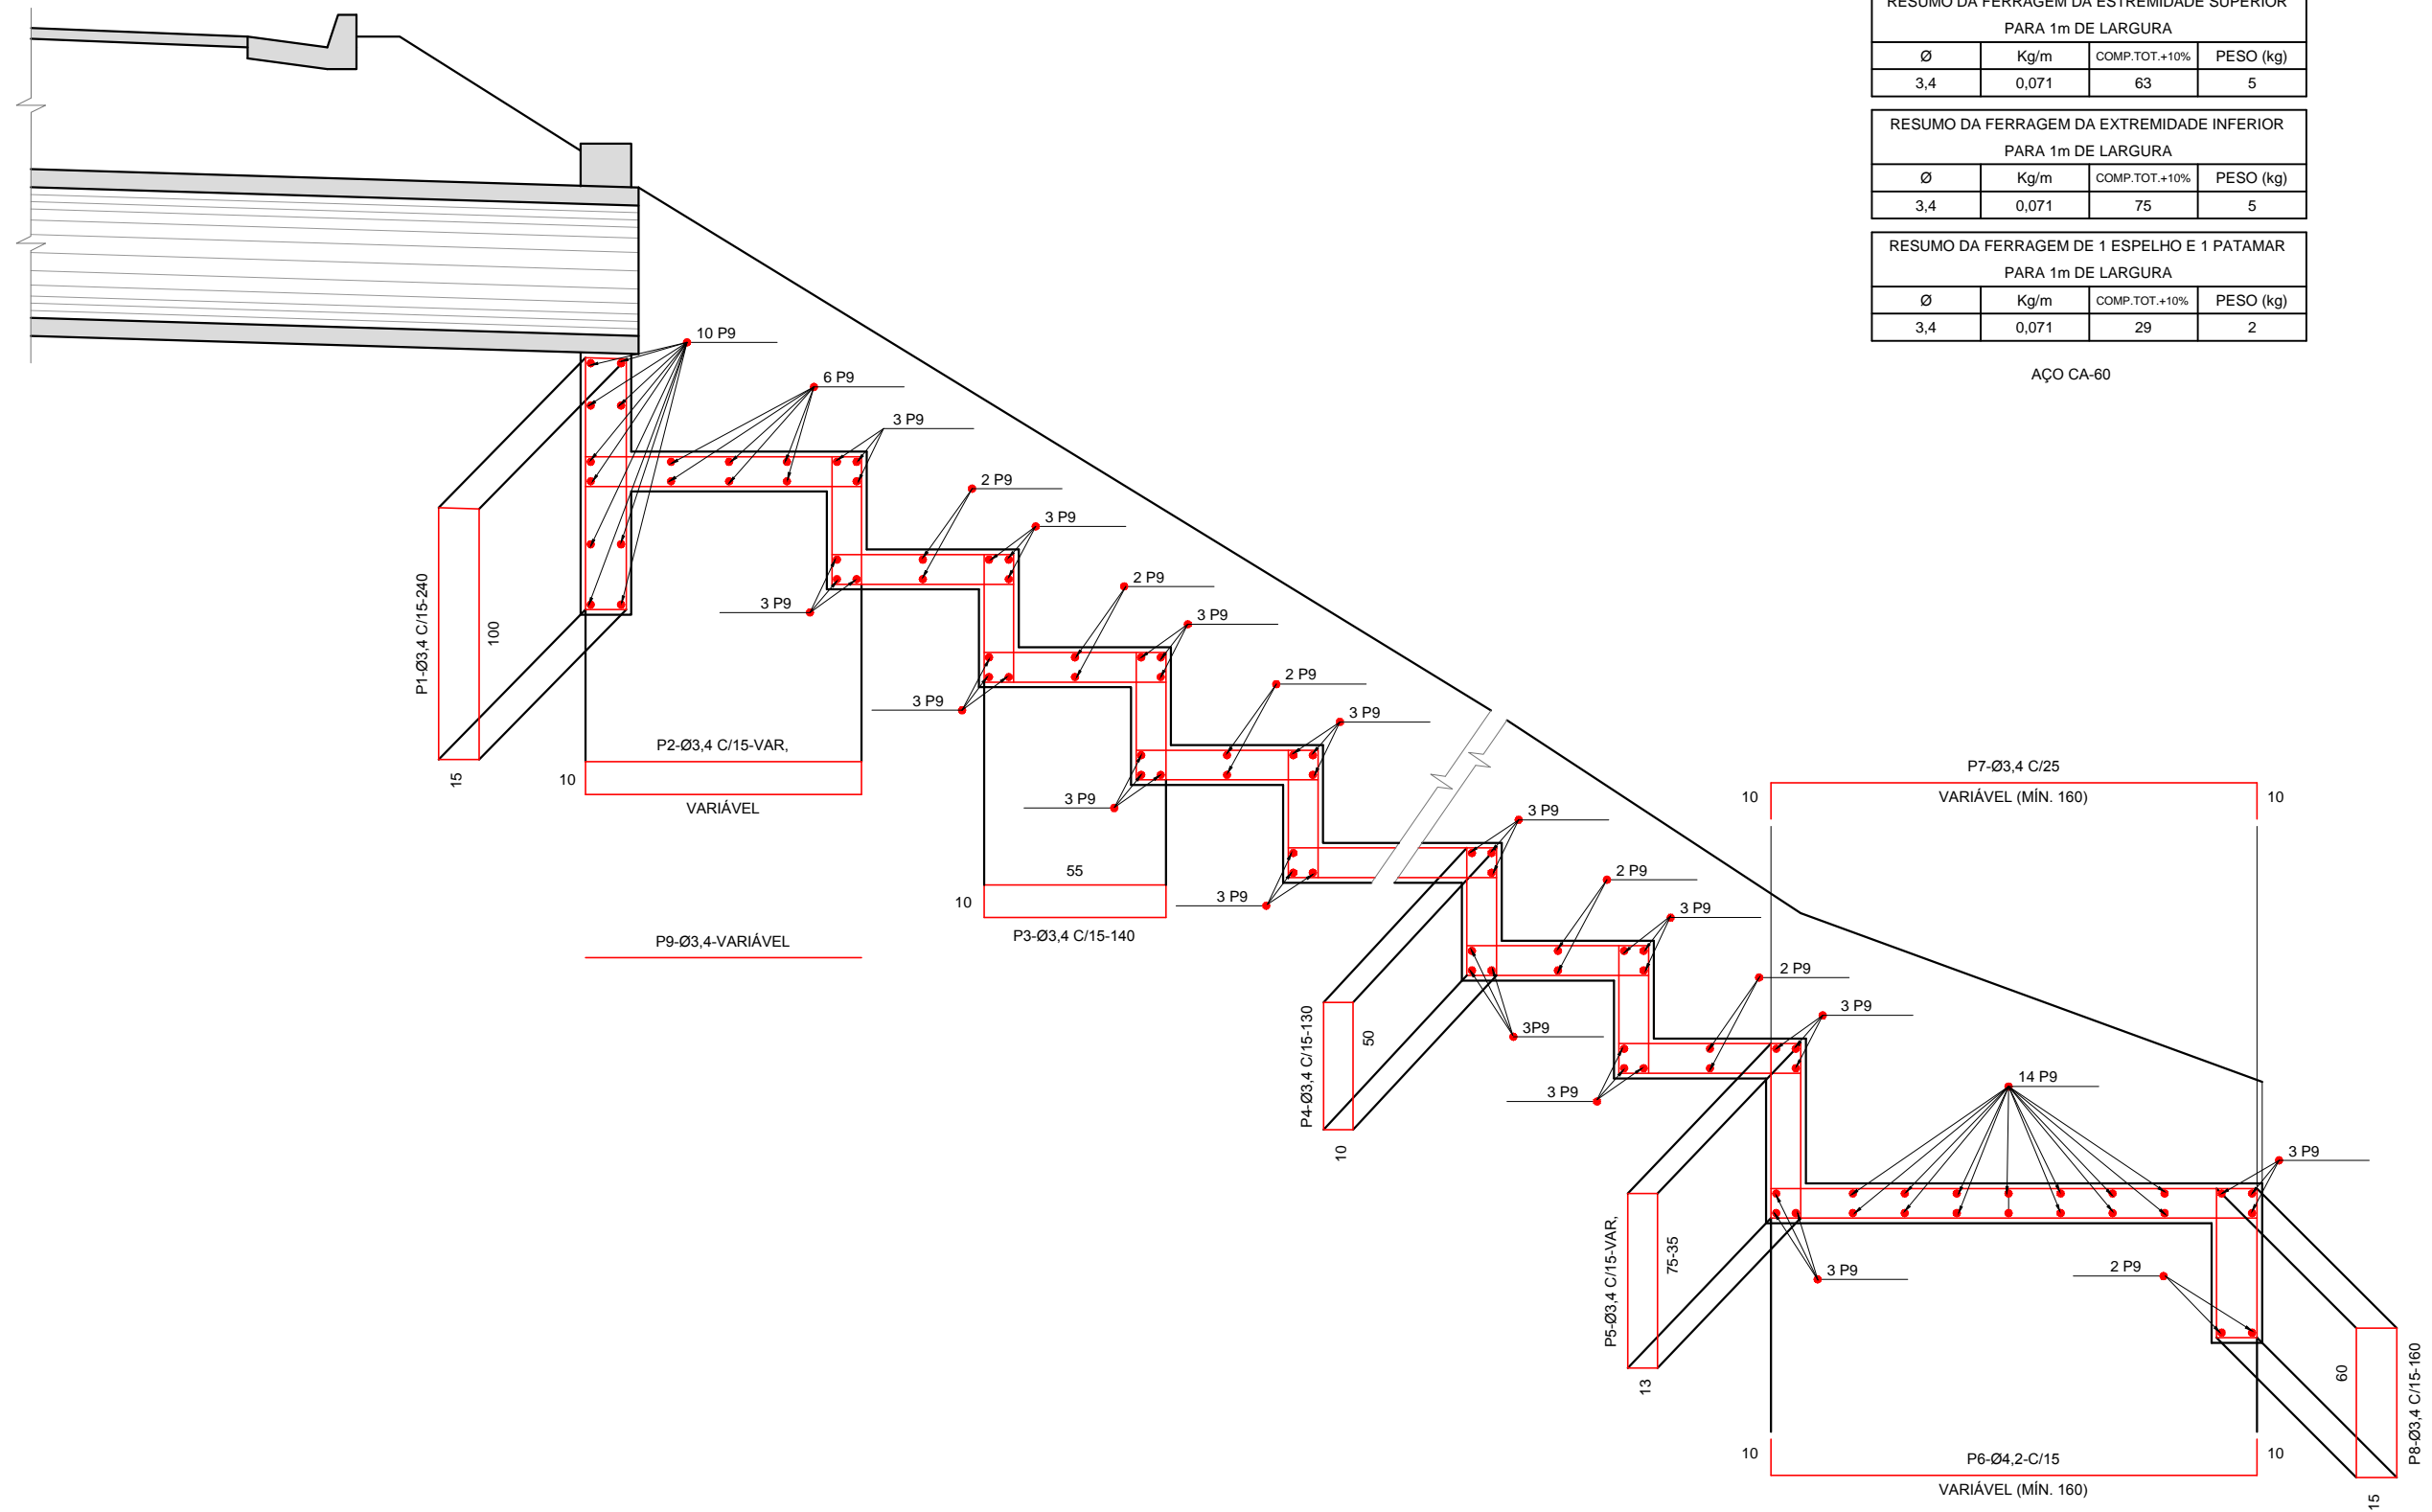 RESUMO DA FERRAGEM DA ESTREMIDADE SUPERIOR
PARA 1m DE LARGURA
Ø Kg/m COMP.TOT.+10% PESO (kg)
3,4 0,071 63 5
RESUMO DA FERRAGEM DA EXTREMIDADE INFERIOR
PARA 1m DE LARGURA
Ø Kg/m COMP.TOT.+10% PESO (kg)
3,4 0,071 75 5
RESUMO DA FERRAGEM DE 1 ESPELHO E 1 PATAMAR
PARA 1m DE LARGURA
Ø Kg/m COMP.TOT.+10% PESO (kg)
3,4 0,071 29 2
AÇO CA-60
10 P9
6 P9
3 P9
2 P9
3 P9
2 P9
3 P9
3 P9
2 P9
3 P9
3 P9
3 P9
3 P9
3 P9
2 P9
3 P9
3P9
2 P9
3 P9
3 P9
14 P9
3 P9
3 P9
2 P9
P1-Ø3,4 C/15-240
100
15
P2-Ø3,4 C/15-VAR,
10
VARIÁVEL
P9-Ø3,4-VARIÁVEL
55
10
P3-Ø3,4 C/15-140
P4-Ø3,4 C/15-130
50
10
P5-Ø3,4 C/15-VAR,
75-35
13
P7-Ø3,4 C/25
10
VARIÁVEL (MÍN. 160)
10
P6-Ø4,2-C/15
10
VARIÁVEL (MÍN. 160)
10
60
P8-Ø3,4 C/15-160
15